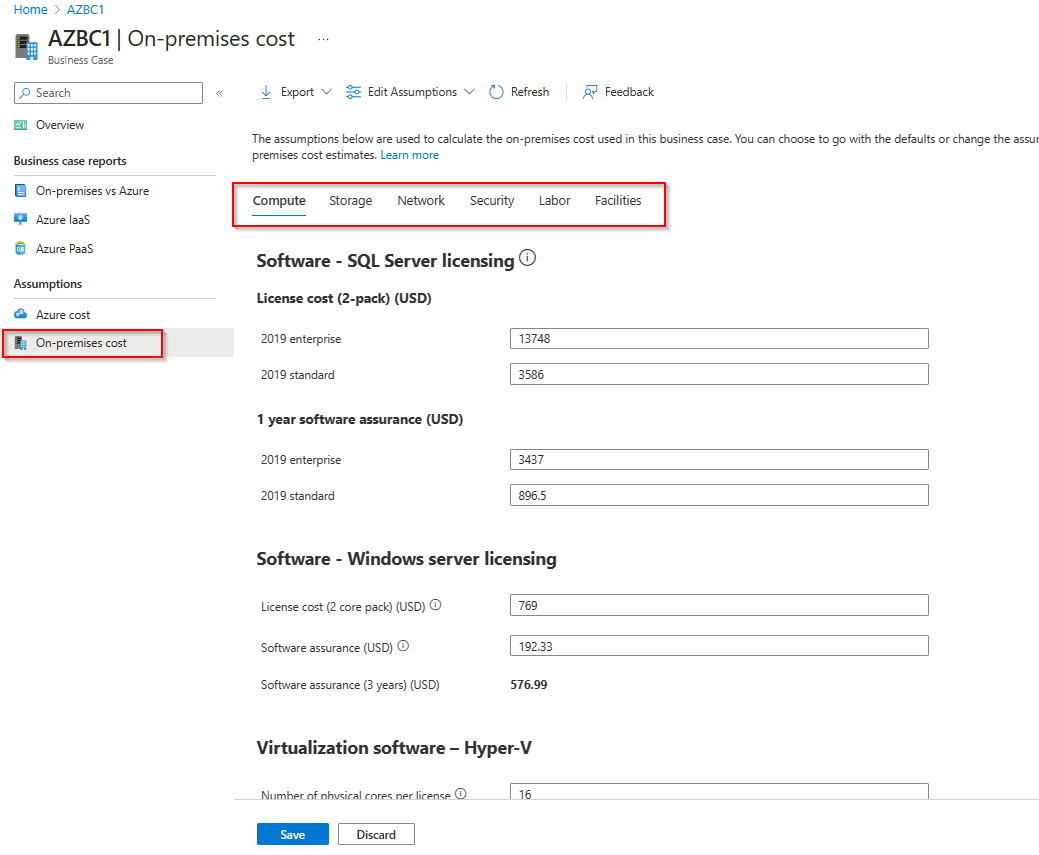 Home > AZBC1
AZBC1 | On-premises cost ...
Business Case
Search «
Export Edit Assumptions Refresh Feedback
Overview
Business case reports
On-premises vs Azure
Azure IaaS
Azure PaaS
Assumptions
Azure cost
On-premises cost
The assumptions below are used to calculate the on-premises cost used in this business case. You can choose to go with the defaults or change the
premises cost estimates. Learn more
Compute Storage Network Security Labor Facilities
Software - SQL Server licensing
License cost (2-pack) (USD)
2019 enterprise 13748
2019 standard 3586
1 year software assurance (USD)
2019 enterprise 3437
2019 standard 896.5
Software - Windows server licensing
License cost (2 core pack) (USD) 769
Software assurance (USD) 192.33
Software assurance (3 years) (USD) 576.99
Virtualization software – Hyper-V
Number of physical cores per license 16
Save Discard